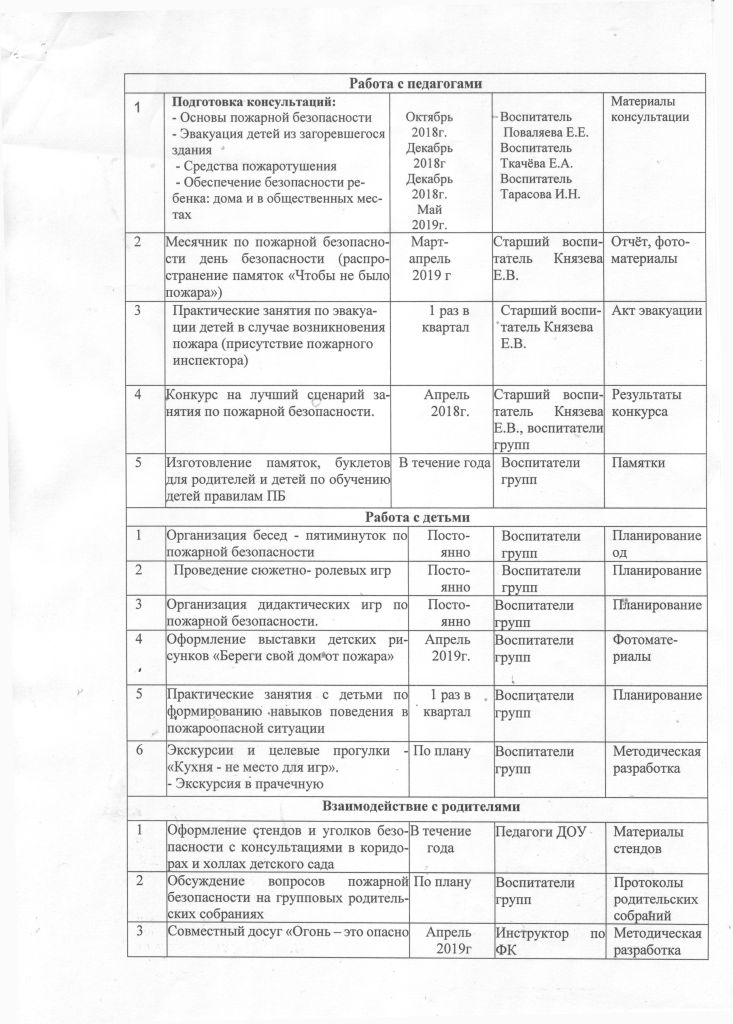 Работа с педагогами
1
Подготовка консультаций:
- Основы пожарной безопасности
- Эвакуация детей из загоревшегося
здания
- Средства пожаротушения
- Обеспечение безопасности ре-
бенка: дома и в общественных мес-
тах
Октябрь
2018г.
Декабрь
2018г
Декабрь
2018г.
Май
2019г.
Воспитатель
Поваляева Е.Е.
Воспитатель
Ткачёва Е.А.
Воспитатель
Тарасова И.Н.
Материалы
консультации
2
Месячник по пожарной безопасно-
сти день безопасности (распро-
странение памяток «Чтобы не было
пожара»)
Март-
апрель
2019 г
Старший воспи-
татель Князева
Е.В.
Отчёт, фото-
материалы
3
Практические занятия по эвакуа-
ции детей в случае возникновения
пожара (присутствие пожарного
инспектора)
1 раз в
квартал
Старший воспи-
татель Князева
Е.В.
Акт эвакуации
4
Конкурс на лучший сценарий за-
нятия по пожарной безопасности.
Апрель
2018г.
Старший воспи-
татель Князева
Е.В., воспитатели
групп
Результаты
конкурса
5
Изготовление памяток, буклетов
для родителей и детей по обучению
детей правилам ПБ
В течение года
Воспитатели
групп
Памятки
Работа с детьми
1
Организация бесед - пятиминуток по
пожарной безопасности
Посто-
янно
Воспитатели
групп
Планирование
од
2
Проведение сюжетно- ролевых игр
Посто-
янно
Воспитатели
групп
Планирование
3
Организация дидактических игр по
пожарной безопасности.
Посто-
янно
Воспитатели
групп
Планирование
4
Оформление выставки детских ри-
сунков «Береги свой дом от пожара»
Апрель
2019г.
Воспитатели
групп
Фотомате-
риалы
5
Практические занятия с детьми по
формированию навыков поведения в
пожароопасной ситуации
1 раз в
квартал
Воспитатели
групп
Планирование
6
Экскурсии и целевые прогулки -
«Кухня - не место для игр».
- Экскурсия в прачечную
По плану
Воспитатели
групп
Методическая
разработка
Взаимодействие с родителями
1
Оформление стендов и уголков безо-
пасности с консультациями в коридо-
рах и холлах детского сада
В течение
года
Педагоги ДОУ
Материалы
стендов
2
Обсуждение вопросов пожарной
безопасности на групповых родитель-
ских собраниях
По плану
Воспитатели
групп
Протоколы
родительских
собраний
3
Совместный досуг «Огонь – это опасно
Апрель
2019г
Инструктор по
ФК
Методическая
разработка